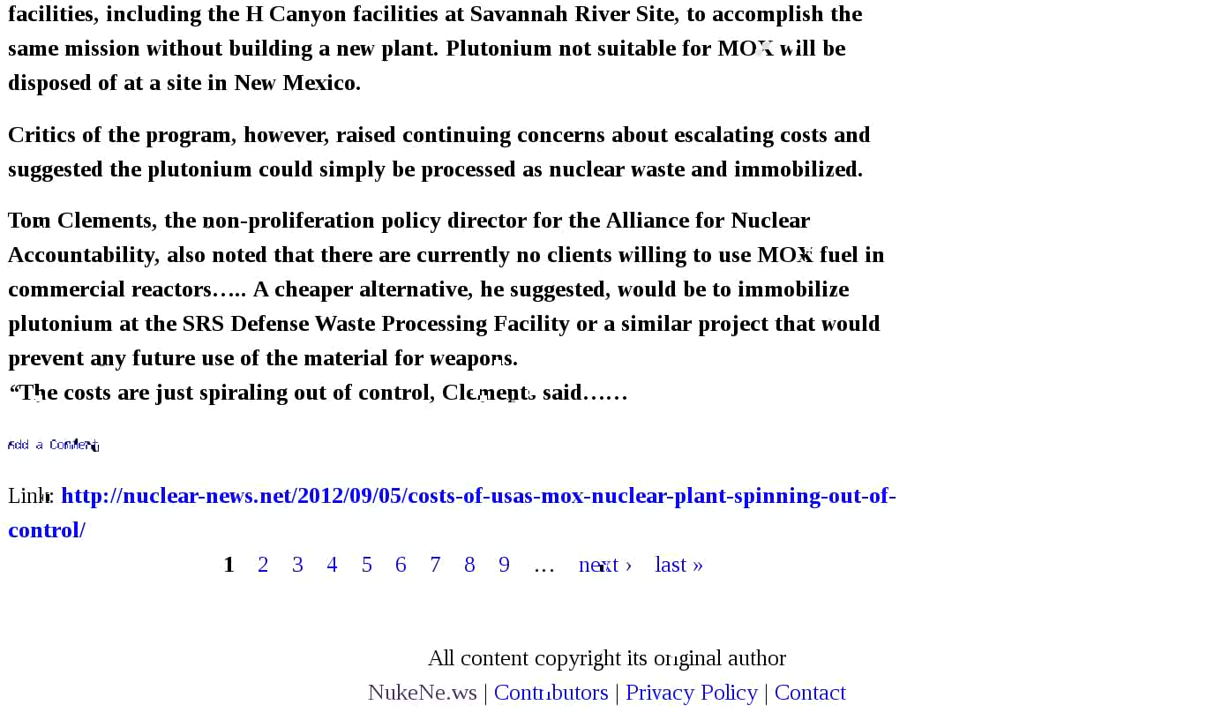 facilities, including the H Canyon facilities at Savannah River Site, to accomplish the
same mission without building a new plant. Plutonium not suitable for MOX will be
disposed of at a site in New Mexico.
Critics of the program, however, raised continuing concerns about escalating costs and
suggested the plutonium could simply be processed as nuclear waste and immobilized.
Tom Clements, the non-proliferation policy director for the Alliance for Nuclear
Accountability, also noted that there are currently no clients willing to use MOX fuel in
commercial reactors….. A cheaper alternative, he suggested, would be to immobilize
plutonium at the SRS Defense Waste Processing Facility or a similar project that would
prevent any future use of the material for weapons.
“The costs are just spiraling out of control, Clements said……
Add a Comment
Link: http://nuclear-news.net/2012/09/05/costs-of-usas-mox-nuclear-plant-spinning-out-of-
control/
1 2 3 4 5 6 7 8 9 … next › last »
All content copyright its original author
NukeNe.ws | Contributors | Privacy Policy | Contact